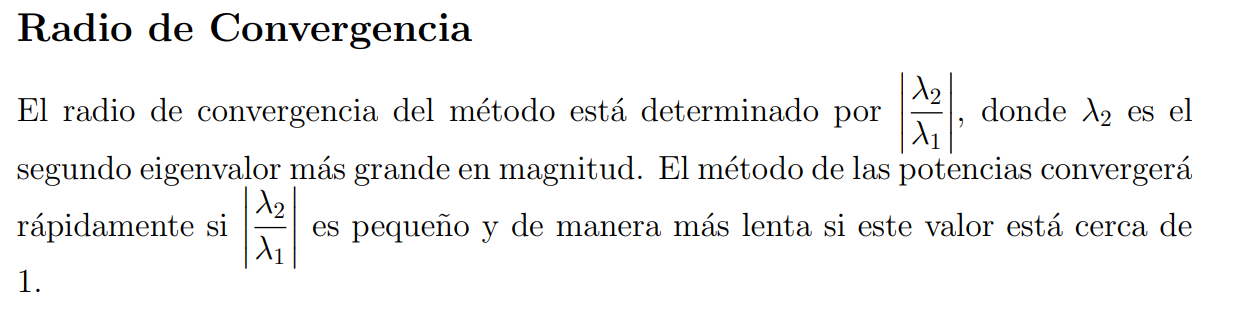 Radio de Convergencia
El radio de convergencia del método está determinado por $\left|\frac{\lambda_2}{\lambda_1}\right|$, donde $\lambda_2$ es el
segundo eigenvalor más grande en magnitud. El método de las potencias convergerá
rápidamente si $\left|\frac{\lambda_2}{\lambda_1}\right|$ es pequeño y de manera más lenta si este valor está cerca de
1.